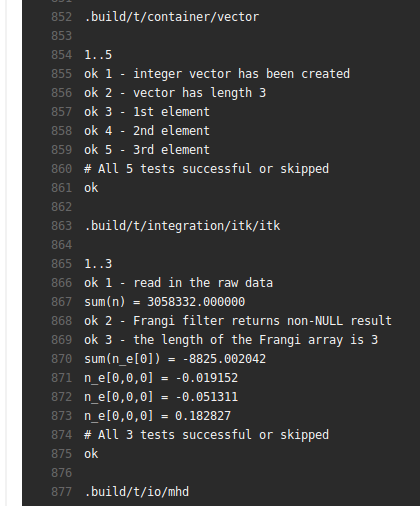 852 .build/t/container/vector
853
854 1..5
855 ok 1 - integer vector has been created
856 ok 2 - vector has length 3
857 ok 3 - 1st element
858 ok 4 - 2nd element
859 ok 5 - 3rd element
860 # All 5 tests successful or skipped
861 ok
862
863 .build/t/integration/itk/itk
864
865 1..3
866 ok 1 - read in the raw data
867 sum(n) = 3058332.000000
868 ok 2 - Frangi filter returns non-NULL result
869 ok 3 - the length of the Frangi array is 3
870 sum(n_e[0]) = -8825.002042
871 n_e[0,0,0] = -0.019152
872 n_e[0,0,0] = -0.051311
873 n_e[0,0,0] = 0.182827
874 # All 3 tests successful or skipped
875 ok
876
877 .build/t/io/mhd